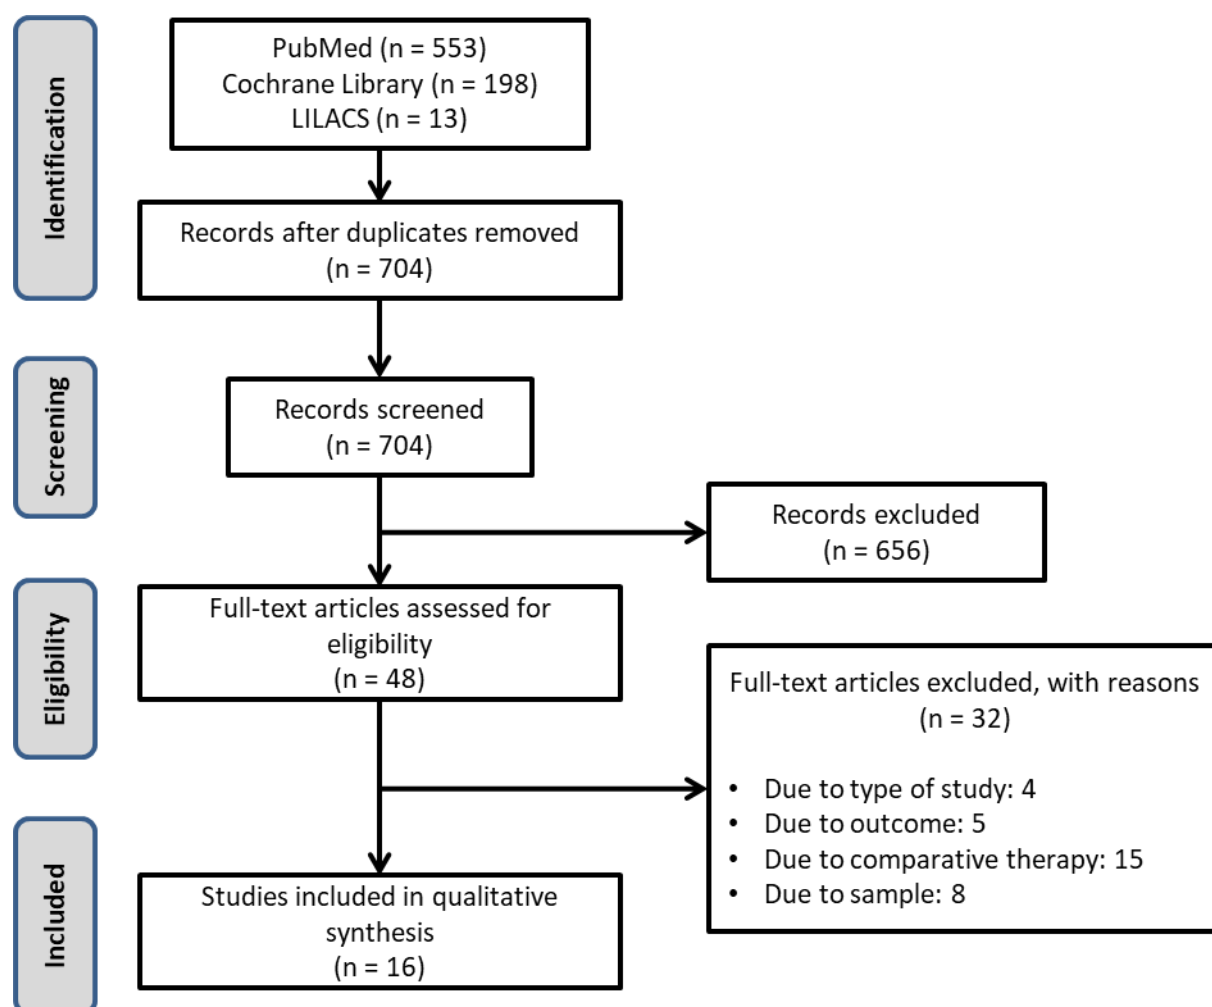 Identification
PubMed (n = 553)
Cochrane Library (n = 198)
LILACS (n = 13)
Records after duplicates removed
(n = 704)
Screening
Records screened
(n = 704)
Records excluded
(n = 656)
Eligibility
Full-text articles assessed for
eligibility
(n = 48)
Full-text articles excluded, with reasons
(n = 32)
• Due to type of study: 4
• Due to outcome: 5
• Due to comparative therapy: 15
• Due to sample: 8
Included
Studies included in qualitative
synthesis
(n = 16)